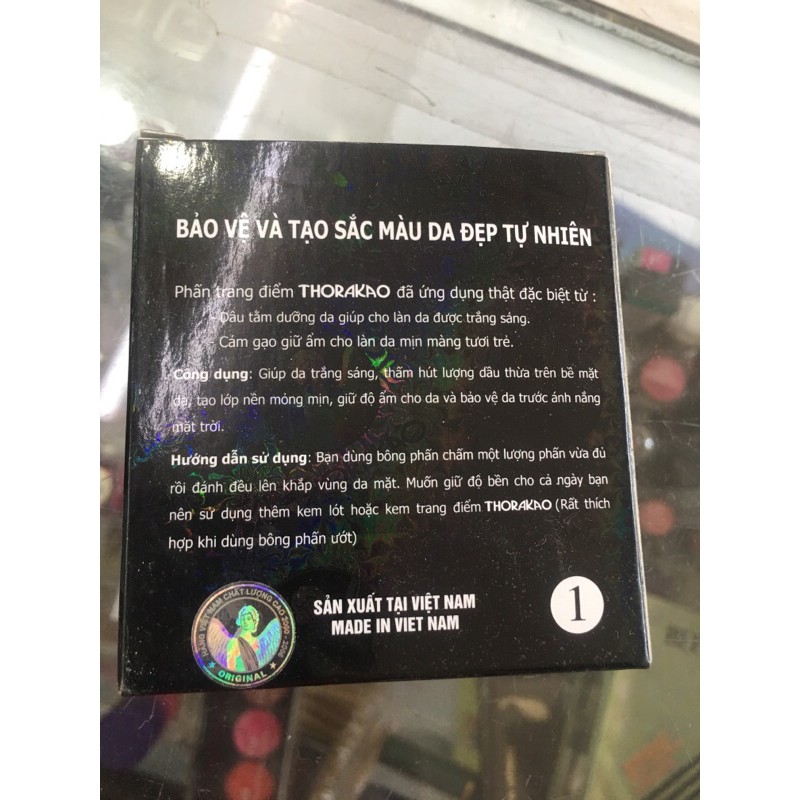 BẢO VỆ VÀ TẠO SẮC MÀU DA ĐẸP TỰ NHIÊN
Phấn trang điểm THORAKAO đã ứng dụng thật đặc biệt từ :
- Dâu tằm dưỡng da giúp cho làn da được trắng sáng.
- Cám gạo giữ ẩm cho làn da mịn màng tươi trẻ.
Công dụng: Giúp da trắng sáng, thấm hút lượng dầu thừa trên bề mặt
da, tạo lớp nền mỏng mịn, giữ độ ẩm cho da và bảo vệ da trước ánh nắng
mặt trời.
Hướng dẫn sử dụng: Bạn dùng bông phấn chấm một lượng phấn vừa đủ
rồi đánh đều lên khắp vùng da mặt. Muốn giữ độ bền cho cả ngày bạn
nên sử dụng thêm kem lót hoặc kem trang điểm THORAKAO (Rất thích
hợp khi dùng bông phấn ướt)
HÀNG VIỆT NAM CHẤT LƯỢNG CAO
ORIGINAL
SẢN XUẤT TẠI VIỆT NAM
MADE IN VIET NAM
1